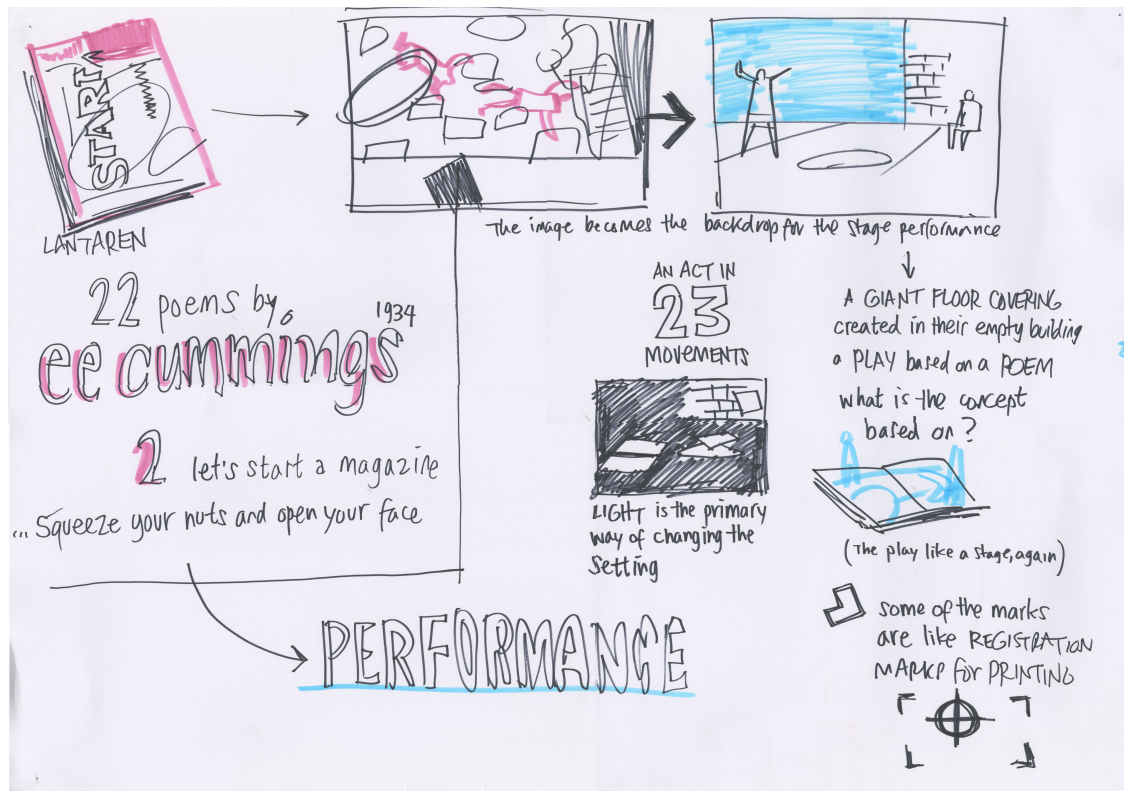 START
LANTAREN
The image becomes the backdrop for the stage performance
22 poems by,
1934
ee cummings
2 let's start a magazine
... Squeeze your nuts and open your face
PERFORMANCE
AN ACT IN
23
MOVEMENTS
LIGHT is the primary
way of changing the
setting
A GIANT FLOOR COVERING
created in their empty building
a PLAY based on a POEM
what is the concept
based on?
(The play like a stage, again)
some of the marks
are like REGISTRATION
MARKS for PRINTING